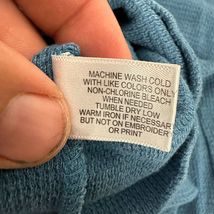 MACHINE WASH COLD
WITH LIKE COLORS ONLY
NON-CHLORINE BLEACH
WHEN NEEDED
TUMBLE DRY LOW
WARM IRON IF NECESSAR
BUT NOT ON EMBROIDER
OR PRINT